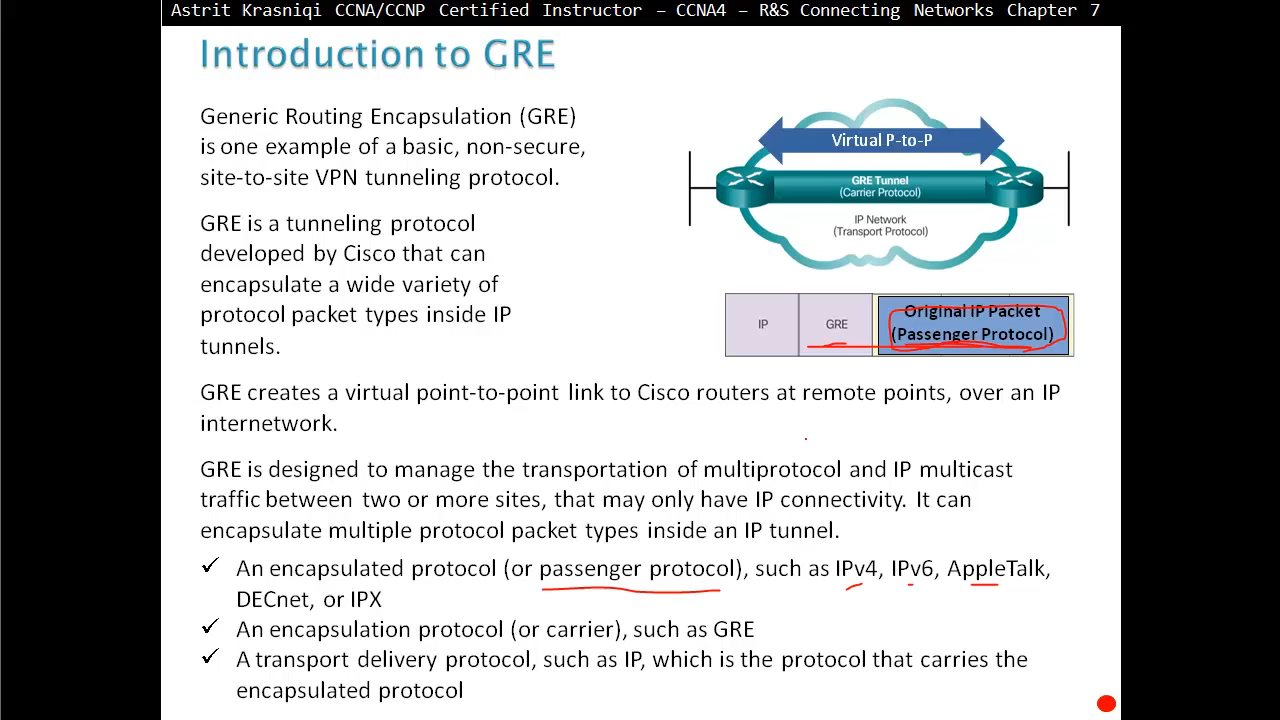 Astrit Krasniqi CCNA/CCNP Certified Instructor – CCNA4 – R&S Connecting Networks Chapter 7
Introduction to GRE
Generic Routing Encapsulation (GRE)
is one example of a basic, non-secure,
site-to-site VPN tunneling protocol.
GRE is a tunneling protocol
developed by Cisco that can
encapsulate a wide variety of
protocol packet types inside IP
tunnels.
Virtual P-to-P
GRE Tunnel
(Carrier Protocol)
IP Network
(Transport Protocol)
IP
GRE
Original IP Packet
(Passenger Protocol)
GRE creates a virtual point-to-point link to Cisco routers at remote points, over an IP
internetwork.
GRE is designed to manage the transportation of multiprotocol and IP multicast
traffic between two or more sites, that may only have IP connectivity. It can
encapsulate multiple protocol packet types inside an IP tunnel.
✓ An encapsulated protocol (or passenger protocol), such as IPv4, IPv6, AppleTalk,
DECnet, or IPX
✓ An encapsulation protocol (or carrier), such as GRE
✓ A transport delivery protocol, such as IP, which is the protocol that carries the
encapsulated protocol